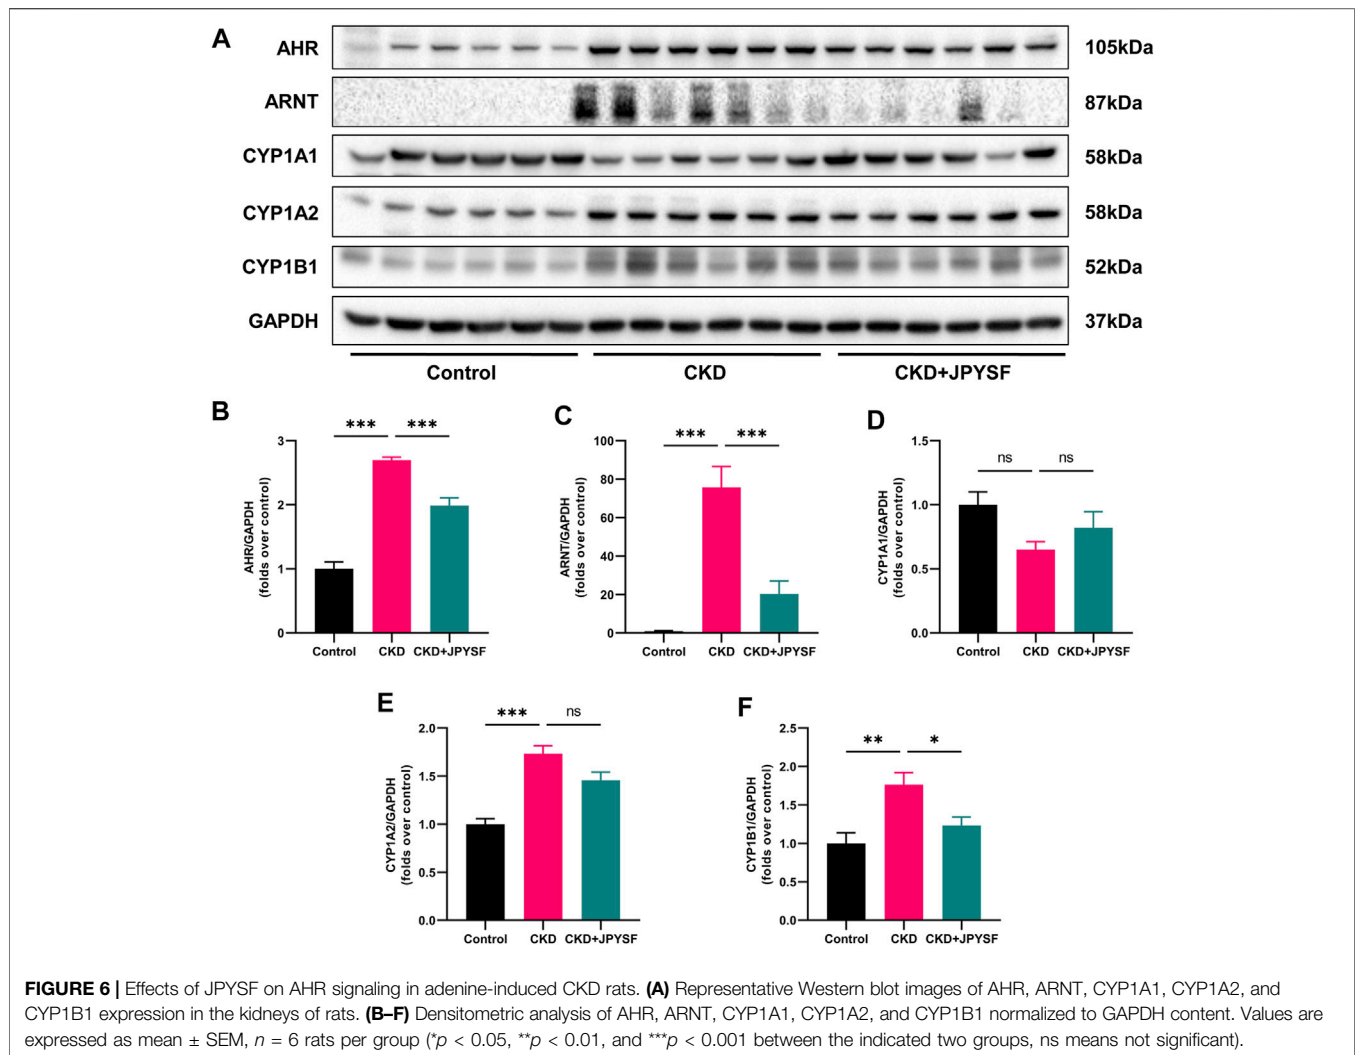 A
AHR 105kDa
ARNT 87kDa
CYP1A1 58kDa
CYP1A2 58kDa
CYP1B1 52kDa
GAPDH 37kDa
Control CKD CKD+JPYSF
B
*** ***
AHR/GAPDH
(folds over control)
3
2
1
0
Control CKD CKD+JPYSF
C
*** ***
ARNT/GAPDH
(folds over control)
100
80
60
40
20
0
Control CKD CKD+JPYSF
D
ns ns
CYP1A1/GAPDH
(folds over control)
1.5
1.0
0.5
0.0
Control CKD CKD+JPYSF
E
*** ns
CYP1A2/GAPDH
(folds over control)
2.0
1.5
1.0
0.5
0.0
Control CKD CKD+JPYSF
F
** *
CYP1B1/GAPDH
(folds over control)
2.5
2.0
1.5
1.0
0.5
0.0
Control CKD CKD+JPYSF
FIGURE 6 | Effects of JPYSF on AHR signaling in adenine-induced CKD rats. (A) Representative Western blot images of AHR, ARNT, CYP1A1, CYP1A2, and
CYP1B1 expression in the kidneys of rats. (B–F) Densitometric analysis of AHR, ARNT, CYP1A1, CYP1A2, and CYP1B1 normalized to GAPDH content. Values are
expressed as mean ± SEM, n = 6 rats per group (*p < 0.05, **p < 0.01, and ***p < 0.001 between the indicated two groups, ns means not significant).